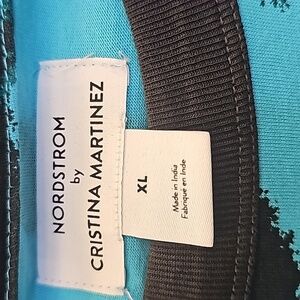 NORDSTROM
by
CRISTINA MARTINEZ
XL
Made in India
Fabriqué en Inde